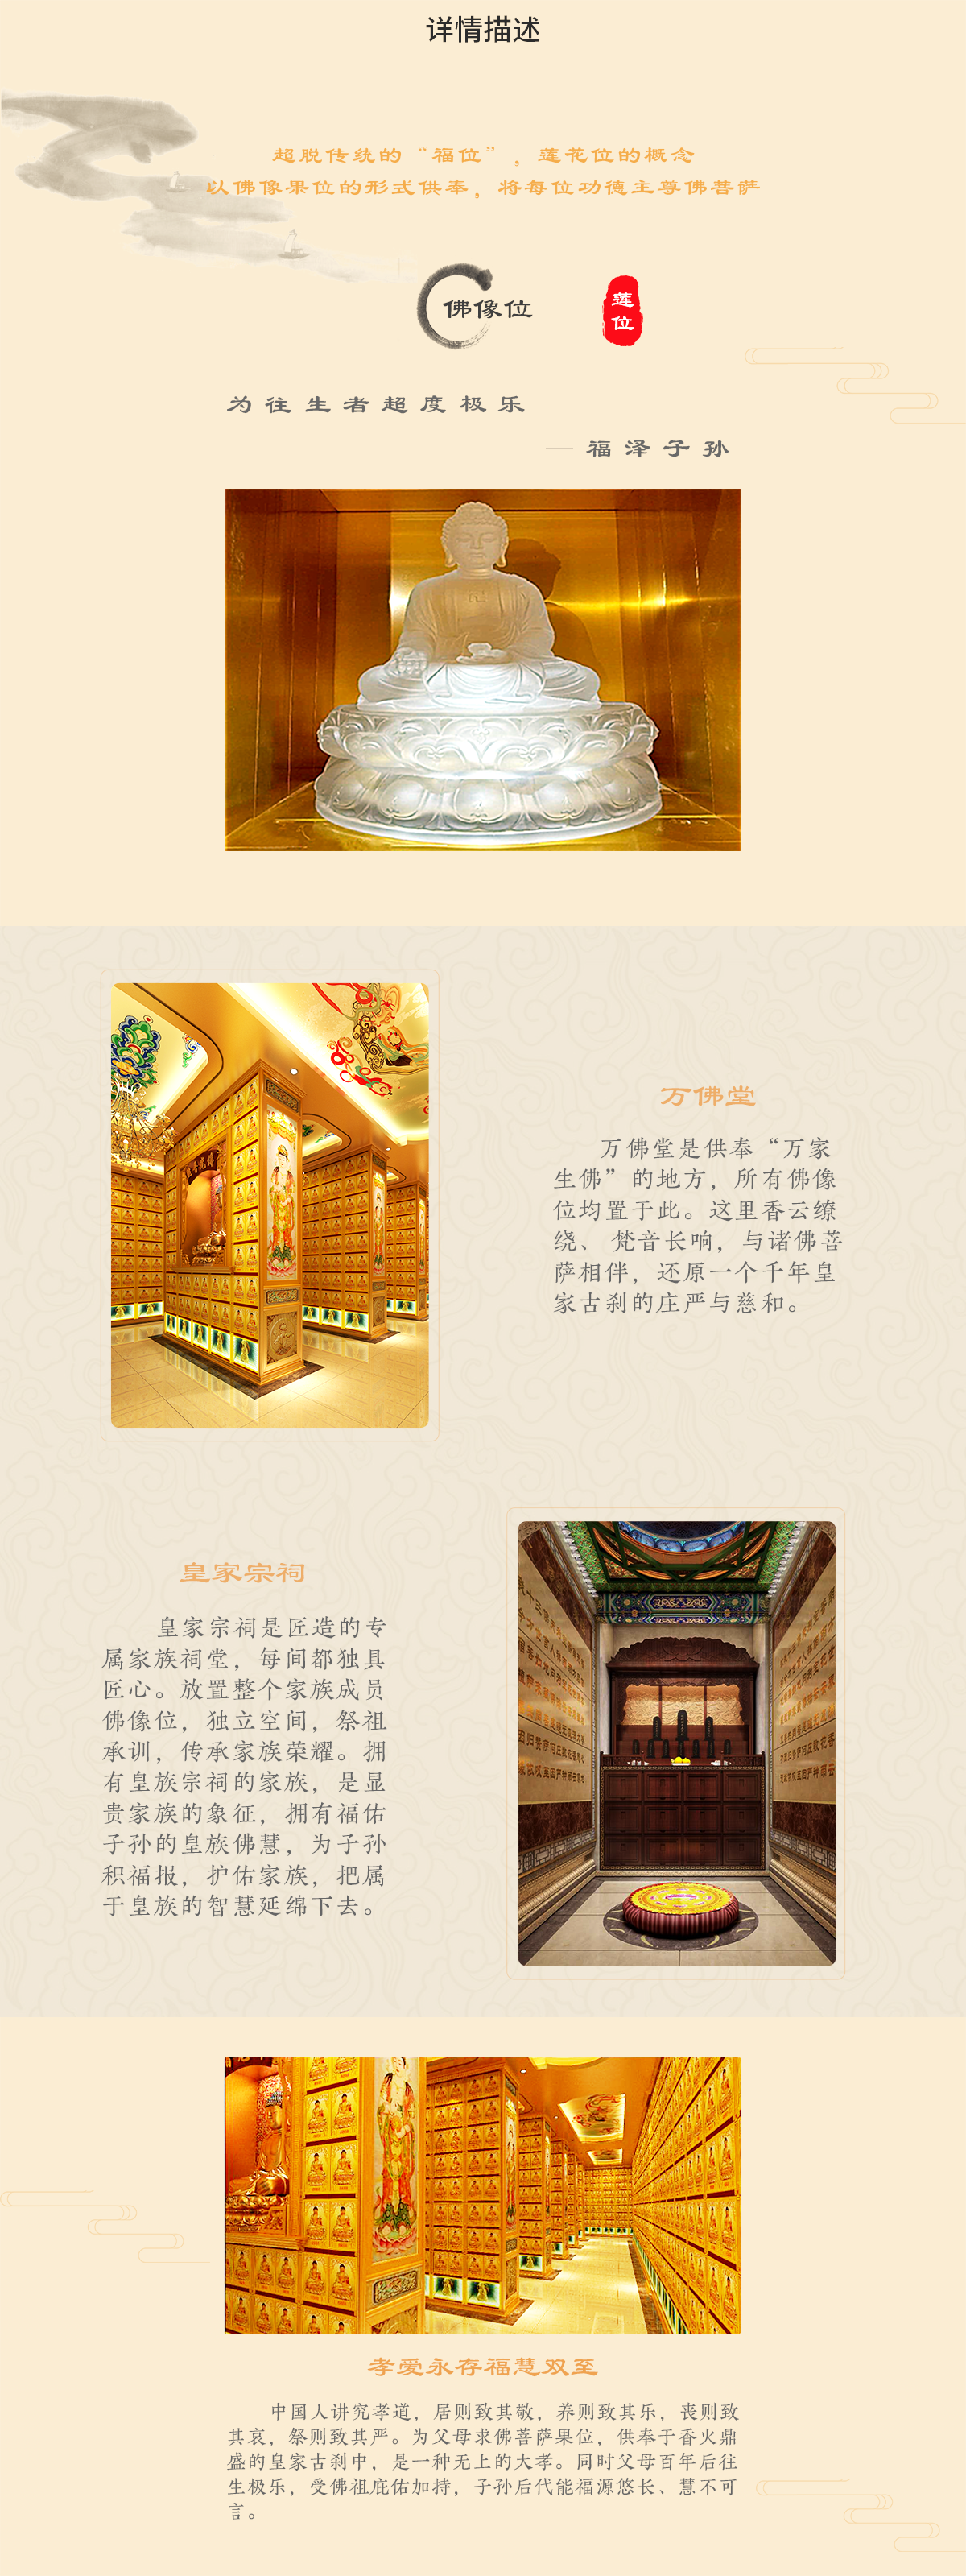 详情描述
超脱传统的“福位”，莲花位的概念
以佛像果位的形式供奉，将每位功德主尊佛菩萨
佛像位
莲位
为往生者超度极乐
— 福泽子孙
万佛堂
万佛堂是供奉“万家
生佛”的地方，所有佛像
位均置于此。这里香云缭
绕、梵音长响，与诸佛菩
萨相伴，还原一个千年皇
家古刹的庄严与慈和。
皇家宗祠
皇家宗祠是匠造的专
属家族祠堂，每间都独具
匠心。放置整个家族成员
佛像位，独立空间，祭祖
承训，传承家族荣耀。拥
有皇族宗祠的家族，是显
贵家族的象征，拥有福佑
子孙的皇族佛慧，为子孙
积福报，护佑家族，把属
于皇族的智慧延绵下去。
孝爱永存福慧双至
中国人讲究孝道，居则致其敬，养则致其乐，丧则致
其哀，祭则致其严。为父母求佛菩萨果位，供奉于香火鼎
盛的皇家古刹中，是一种无上的大孝。同时父母百年后往
生极乐，受佛祖庇佑加持，子孙后代能福源悠长、慧不可
言。